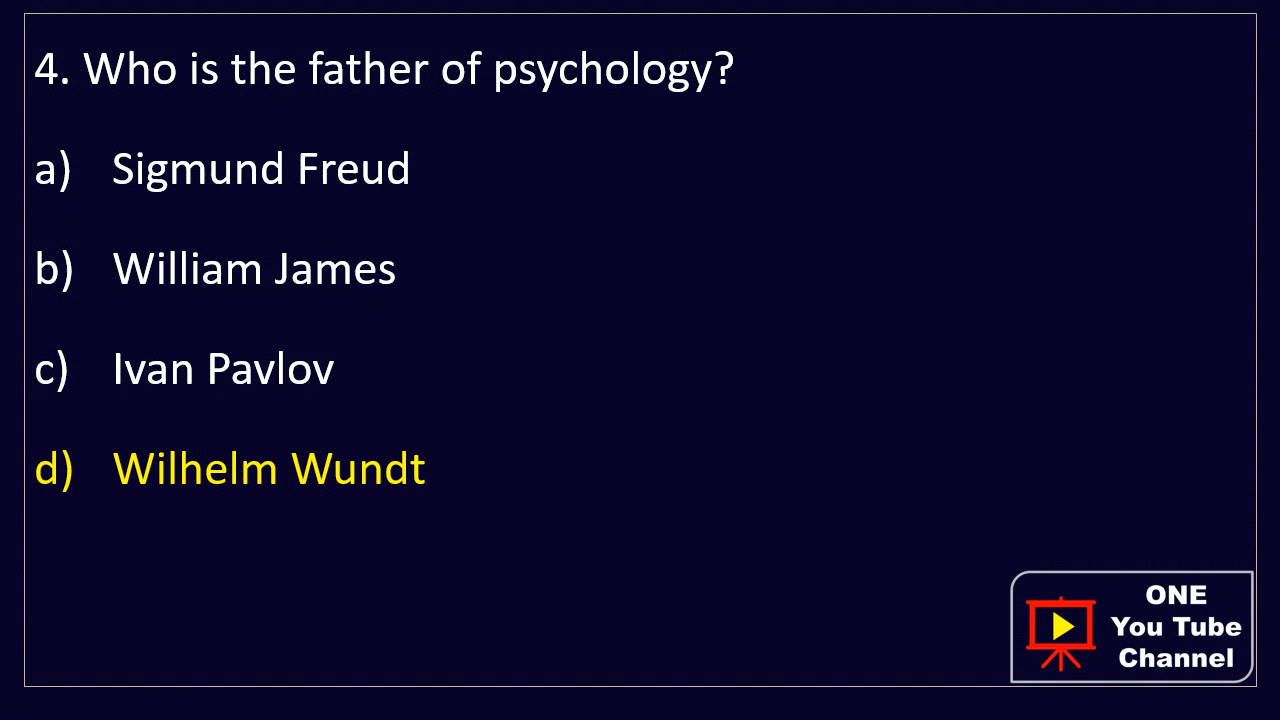 4. Who is the father of psychology?
a) Sigmund Freud
b) William James
c) Ivan Pavlov
d) Wilhelm Wundt
ONE
You Tube
Channel